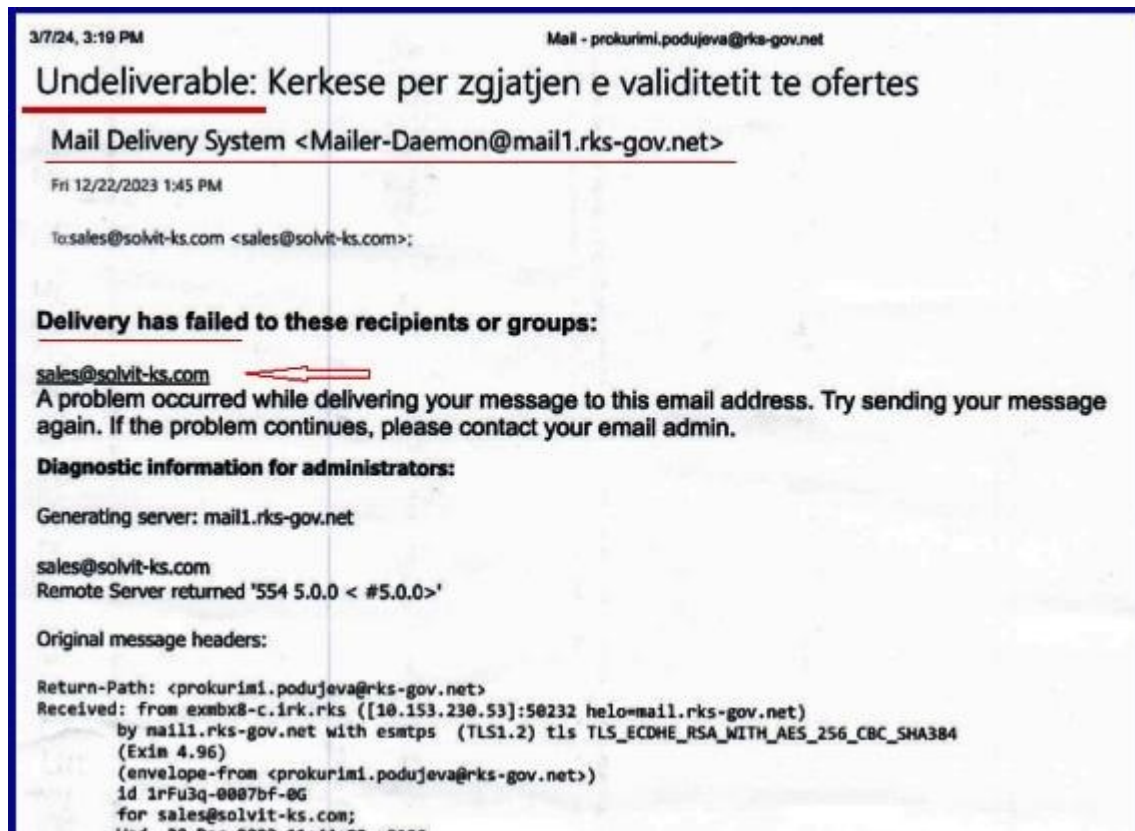 3/7/24, 3:19 PM
Mail - prokurimi.podujeva@rks-gov.net
Undeliverable: Kerkese per zgjatjen e validitetit te ofertes
Mail Delivery System <Mailer-Daemon@mail1.rks-gov.net>
Fri 12/22/2023 1:45 PM
To:sales@solvit-ks.com <sales@solvit-ks.com>;
Delivery has failed to these recipients or groups:
sales@solvit-ks.com
A problem occurred while delivering your message to this email address. Try sending your message
again. If the problem continues, please contact your email admin.
Diagnostic information for administrators:
Generating server: mail1.rks-gov.net
sales@solvit-ks.com
Remote Server returned '554 5.0.0 < #5.0.0>'
Original message headers:
Return-Path: <prokurimi.podujeva@rks-gov.net>
Received: from exmbx8-c.irk.rks ([10.153.230.53]:50232 helo=mail.rks-gov.net)
by mail1.rks-gov.net with esmtps (TLS1.2) tls TLS_ECDHE_RSA_WITH_AES_256_CBC_SHA384
(Exim 4.96)
(envelope-from <prokurimi.podujeva@rks-gov.net>)
id 1rFu3q-0007bf-0G
for sales@solvit-ks.com;